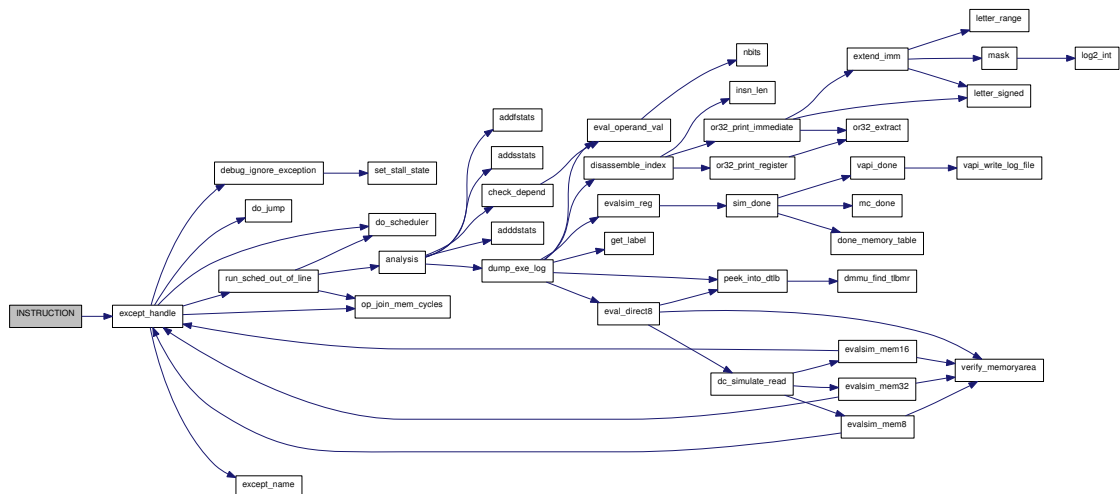 INSTRUCTION
except_handle
debug_ignore_exception
do_jump
run_sched_out_of_line
except_name
set_stall_state
do_scheduler
analysis
op_join_mem_cycles
addfstats
addsstats
check_depend
adddstats
dump_exe_log
eval_operand_val
disassemble_index
evalsim_reg
get_label
eval_direct8
nbits
insn_len
or32_print_immediate
or32_print_register
sim_done
peek_into_dtlb
dc_simulate_read
extend_imm
or32_extract
vapi_done
mc_done
done_memory_table
dmmu_find_tlbmr
evalsim_mem16
evalsim_mem32
evalsim_mem8
letter_range
mask
letter_signed
vapi_write_log_file
verify_memoryarea
log2_int